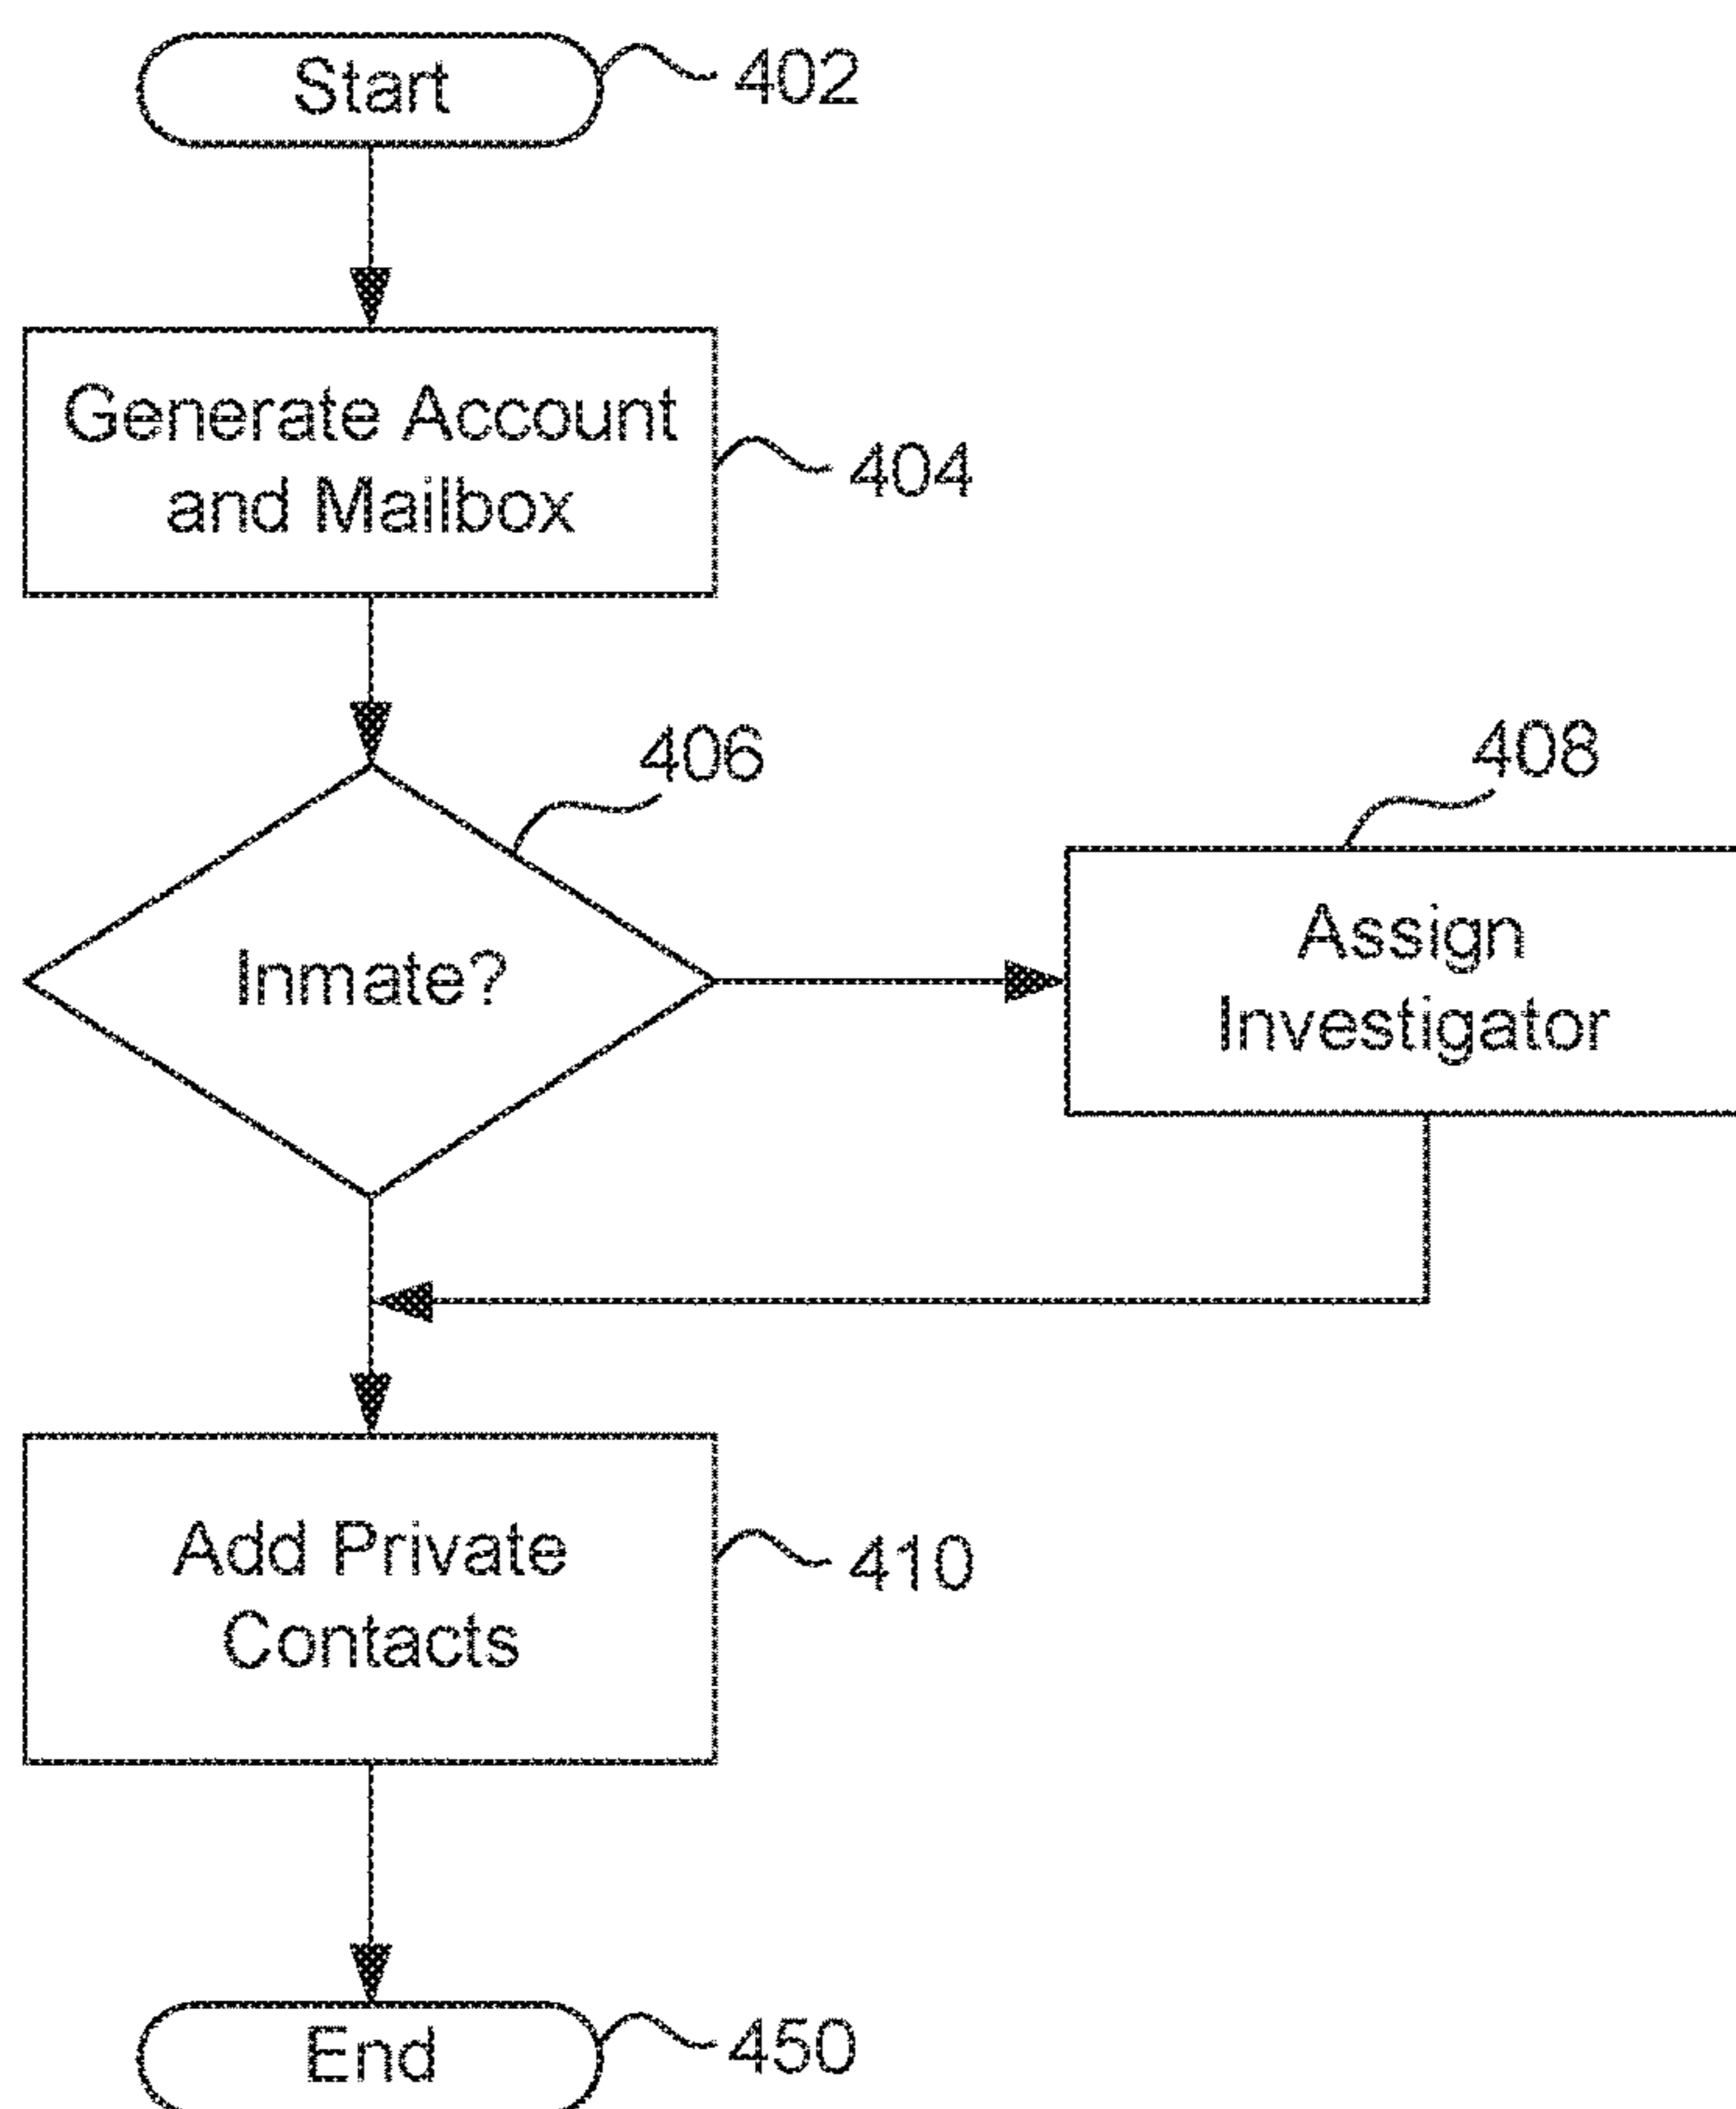 Start
402
Generate Account
and Mailbox
404
406
Inmate?
408
Assign
Investigator
Add Private
Contacts
410
End
450